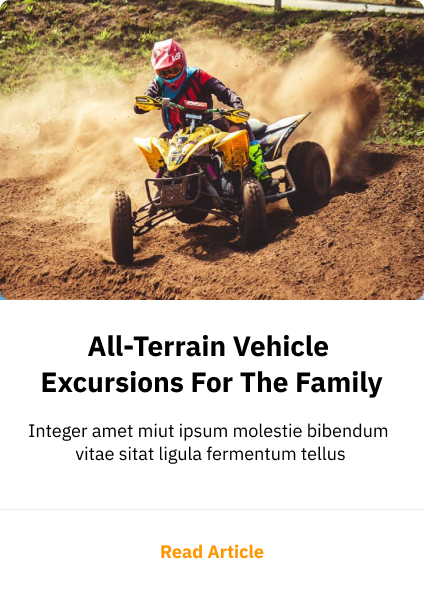 All-Terrain Vehicle
Excursions For The Family
Integer amet miut ipsum molestie bibendum
vitae sitat ligula fermentum tellus
Read Article